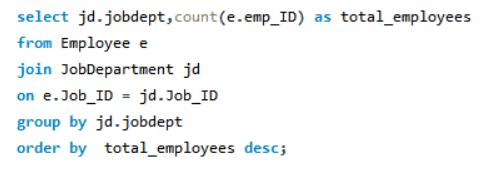 select jd.jobdept,count(e.emp_ID) as total_employees
from Employee e
join JobDepartment jd
on e.Job_ID = jd.Job_ID
group by jd.jobdept
order by  total_employees desc;